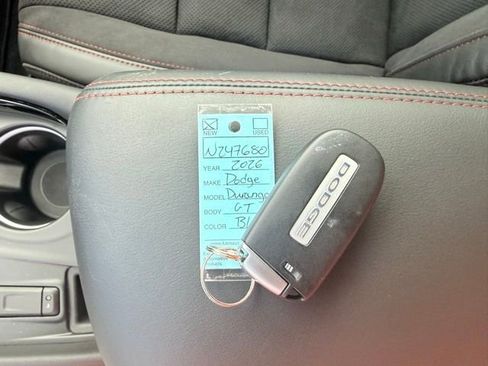 NEW USED
N247680
YEAR 2026
MAKE Dodge
MODEL Durango
BODY GT
COLOR Bl
DODGE